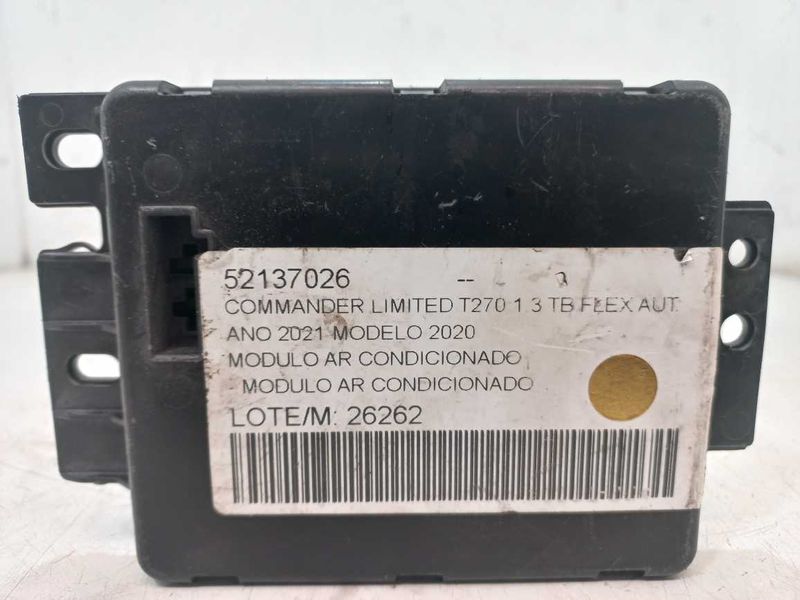 52137026 --
COMMANDER LIMITED T270 1.3 TB FLEX AUT
ANO 2021 MODELO 2020
MODULO AR CONDICIONADO
MODULO AR CONDICIONADO
LOTE/M: 26262